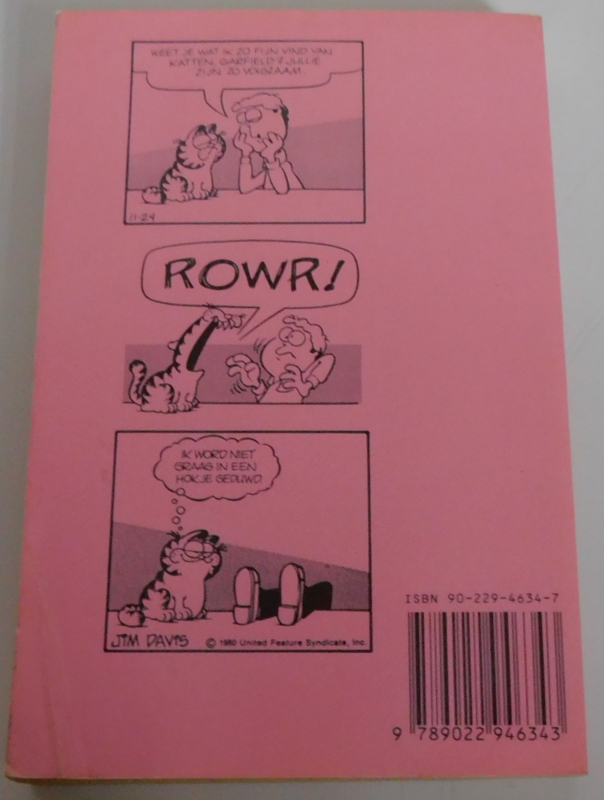 WEET JE WAT IK ZO FIJN VIND VAN
KATTEN, GARFIELD? JULLIE
ZIJN ZO VOLGZAAM.
11-24
ROWR!
IK WORD NIET
GRAAG IN EEN
HOKJE GEDUWD.
JIM DAVIS © 1980 United Feature Syndicate, Inc.
ISBN 90-229-4634-7
9 789022 946343